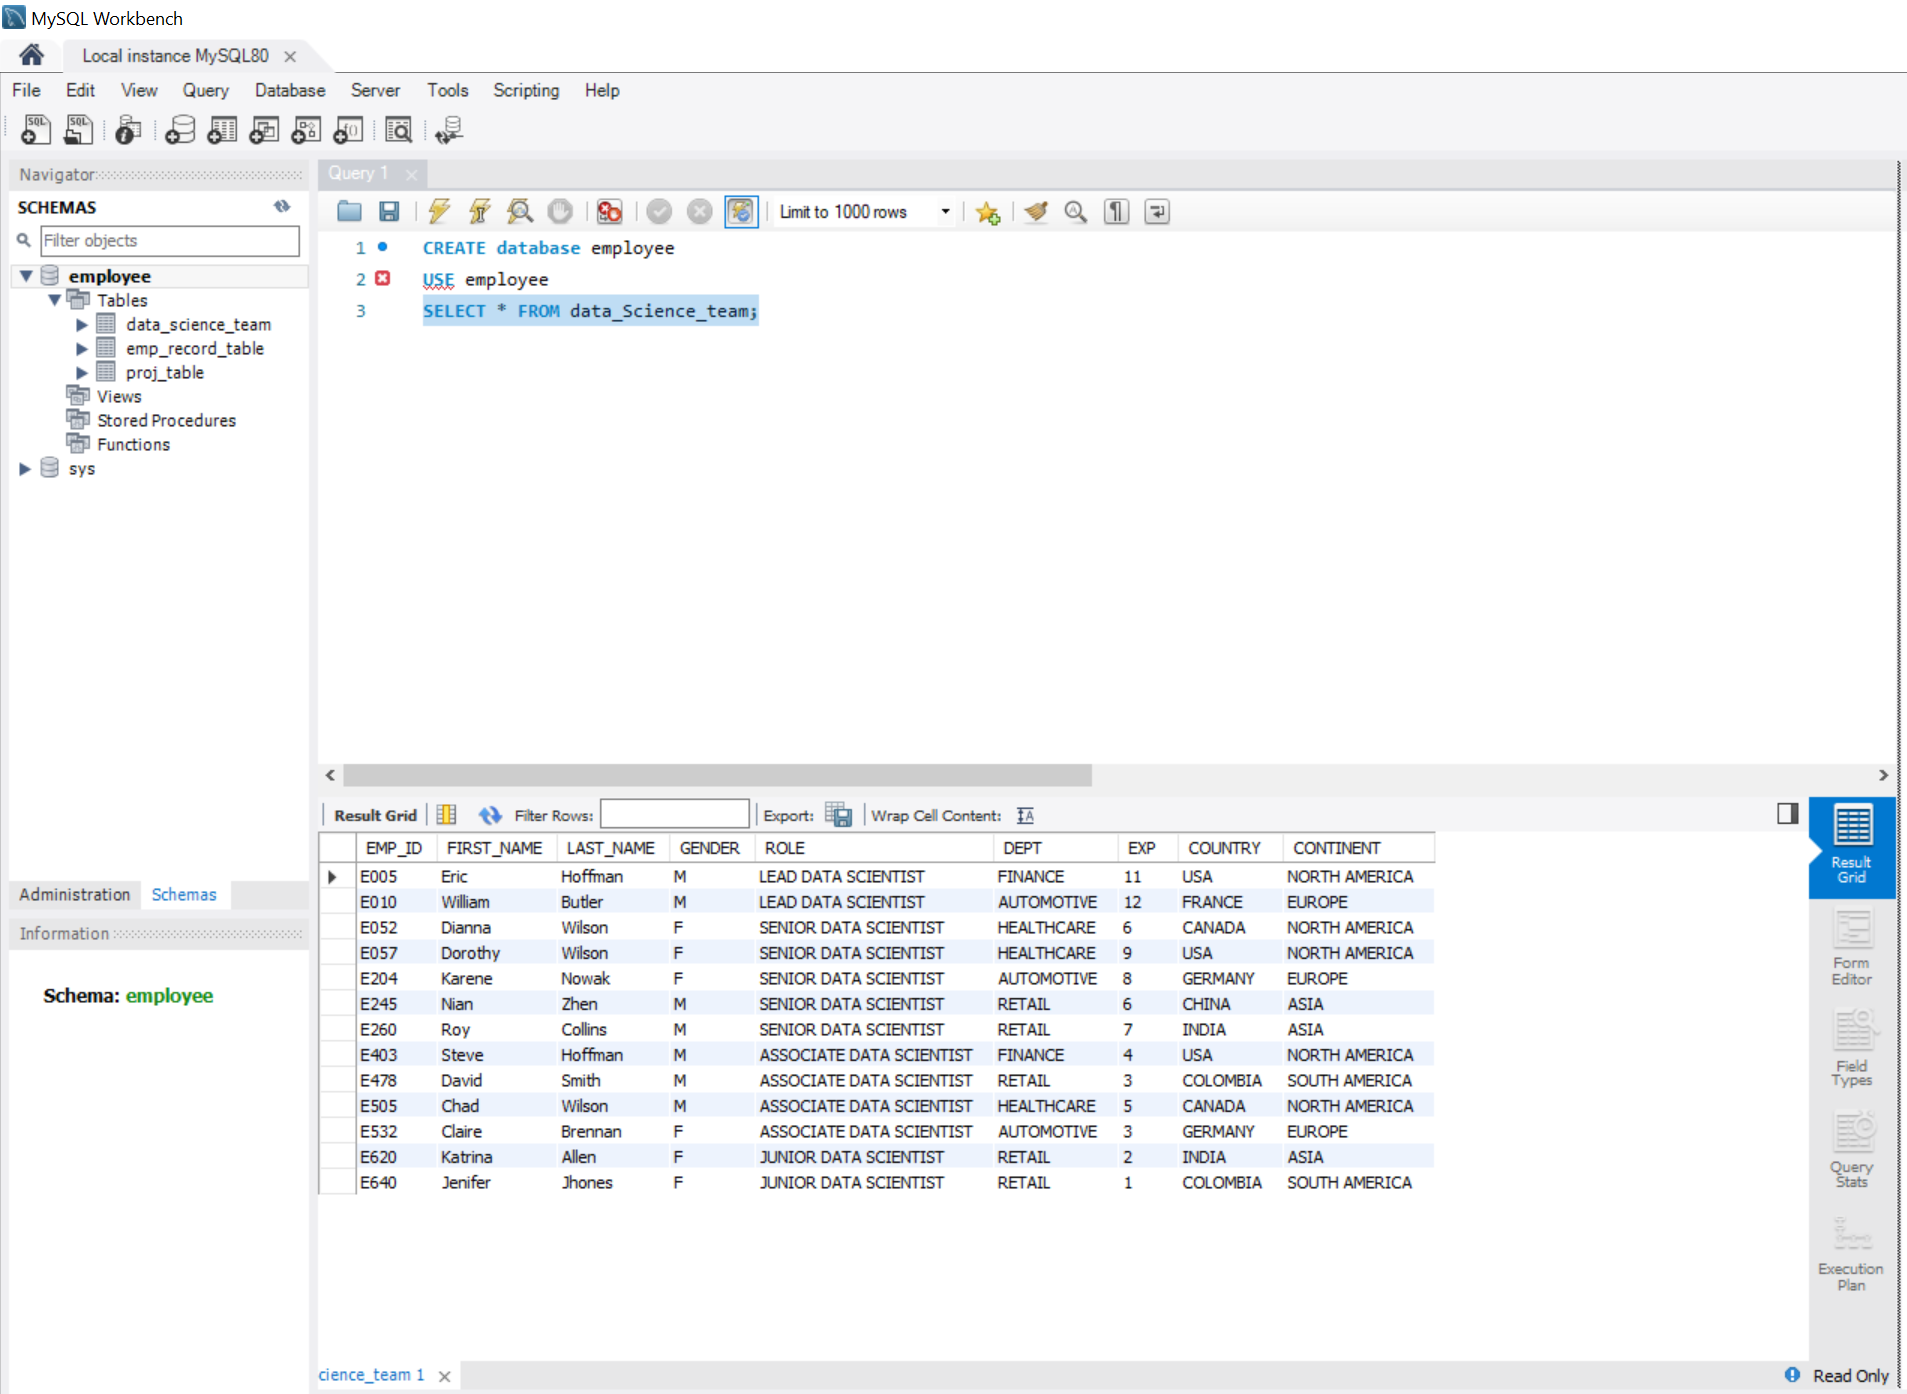 MySQL Workbench
Local instance MySQL80
File Edit View Query Database Server Tools Scripting Help
Navigator
SCHEMAS
Filter objects
employee
Tables
data_science_team
emp_record_table
proj_table
Views
Stored Procedures
Functions
sys
Administration Schemas
Information
Schema: employee
Query 1
Limit to 1000 rows
1 CREATE database employee
2 USE employee
3 SELECT * FROM data_Science_team;
Result Grid Filter Rows: Export: Wrap Cell Content:
EMP_ID FIRST_NAME LAST_NAME GENDER ROLE DEPT EXP COUNTRY CONTINENT
E005 Eric Hoffman M LEAD DATA SCIENTIST FINANCE 11 USA NORTH AMERICA
E010 William Butler M LEAD DATA SCIENTIST AUTOMOTIVE 12 FRANCE EUROPE
E052 Dianna Wilson F SENIOR DATA SCIENTIST HEALTHCARE 6 CANADA NORTH AMERICA
E057 Dorothy Wilson F SENIOR DATA SCIENTIST HEALTHCARE 9 USA NORTH AMERICA
E204 Karene Nowak F SENIOR DATA SCIENTIST AUTOMOTIVE 8 GERMANY EUROPE
E245 Nian Zhen M SENIOR DATA SCIENTIST RETAIL 6 CHINA ASIA
E260 Roy Collins M SENIOR DATA SCIENTIST RETAIL 7 INDIA ASIA
E403 Steve Hoffman M ASSOCIATE DATA SCIENTIST FINANCE 4 USA NORTH AMERICA
E478 David Smith M ASSOCIATE DATA SCIENTIST RETAIL 3 COLOMBIA SOUTH AMERICA
E505 Chad Wilson M ASSOCIATE DATA SCIENTIST HEALTHCARE 5 CANADA NORTH AMERICA
E532 Claire Brennan F ASSOCIATE DATA SCIENTIST AUTOMOTIVE 3 GERMANY EUROPE
E620 Katrina Allen F JUNIOR DATA SCIENTIST RETAIL 2 INDIA ASIA
E640 Jenifer Jhones F JUNIOR DATA SCIENTIST RETAIL 1 COLOMBIA SOUTH AMERICA
Result
Grid
Form
Editor
Field
Types
Query
Stats
Execution
Plan
cience_team 1
Read Only